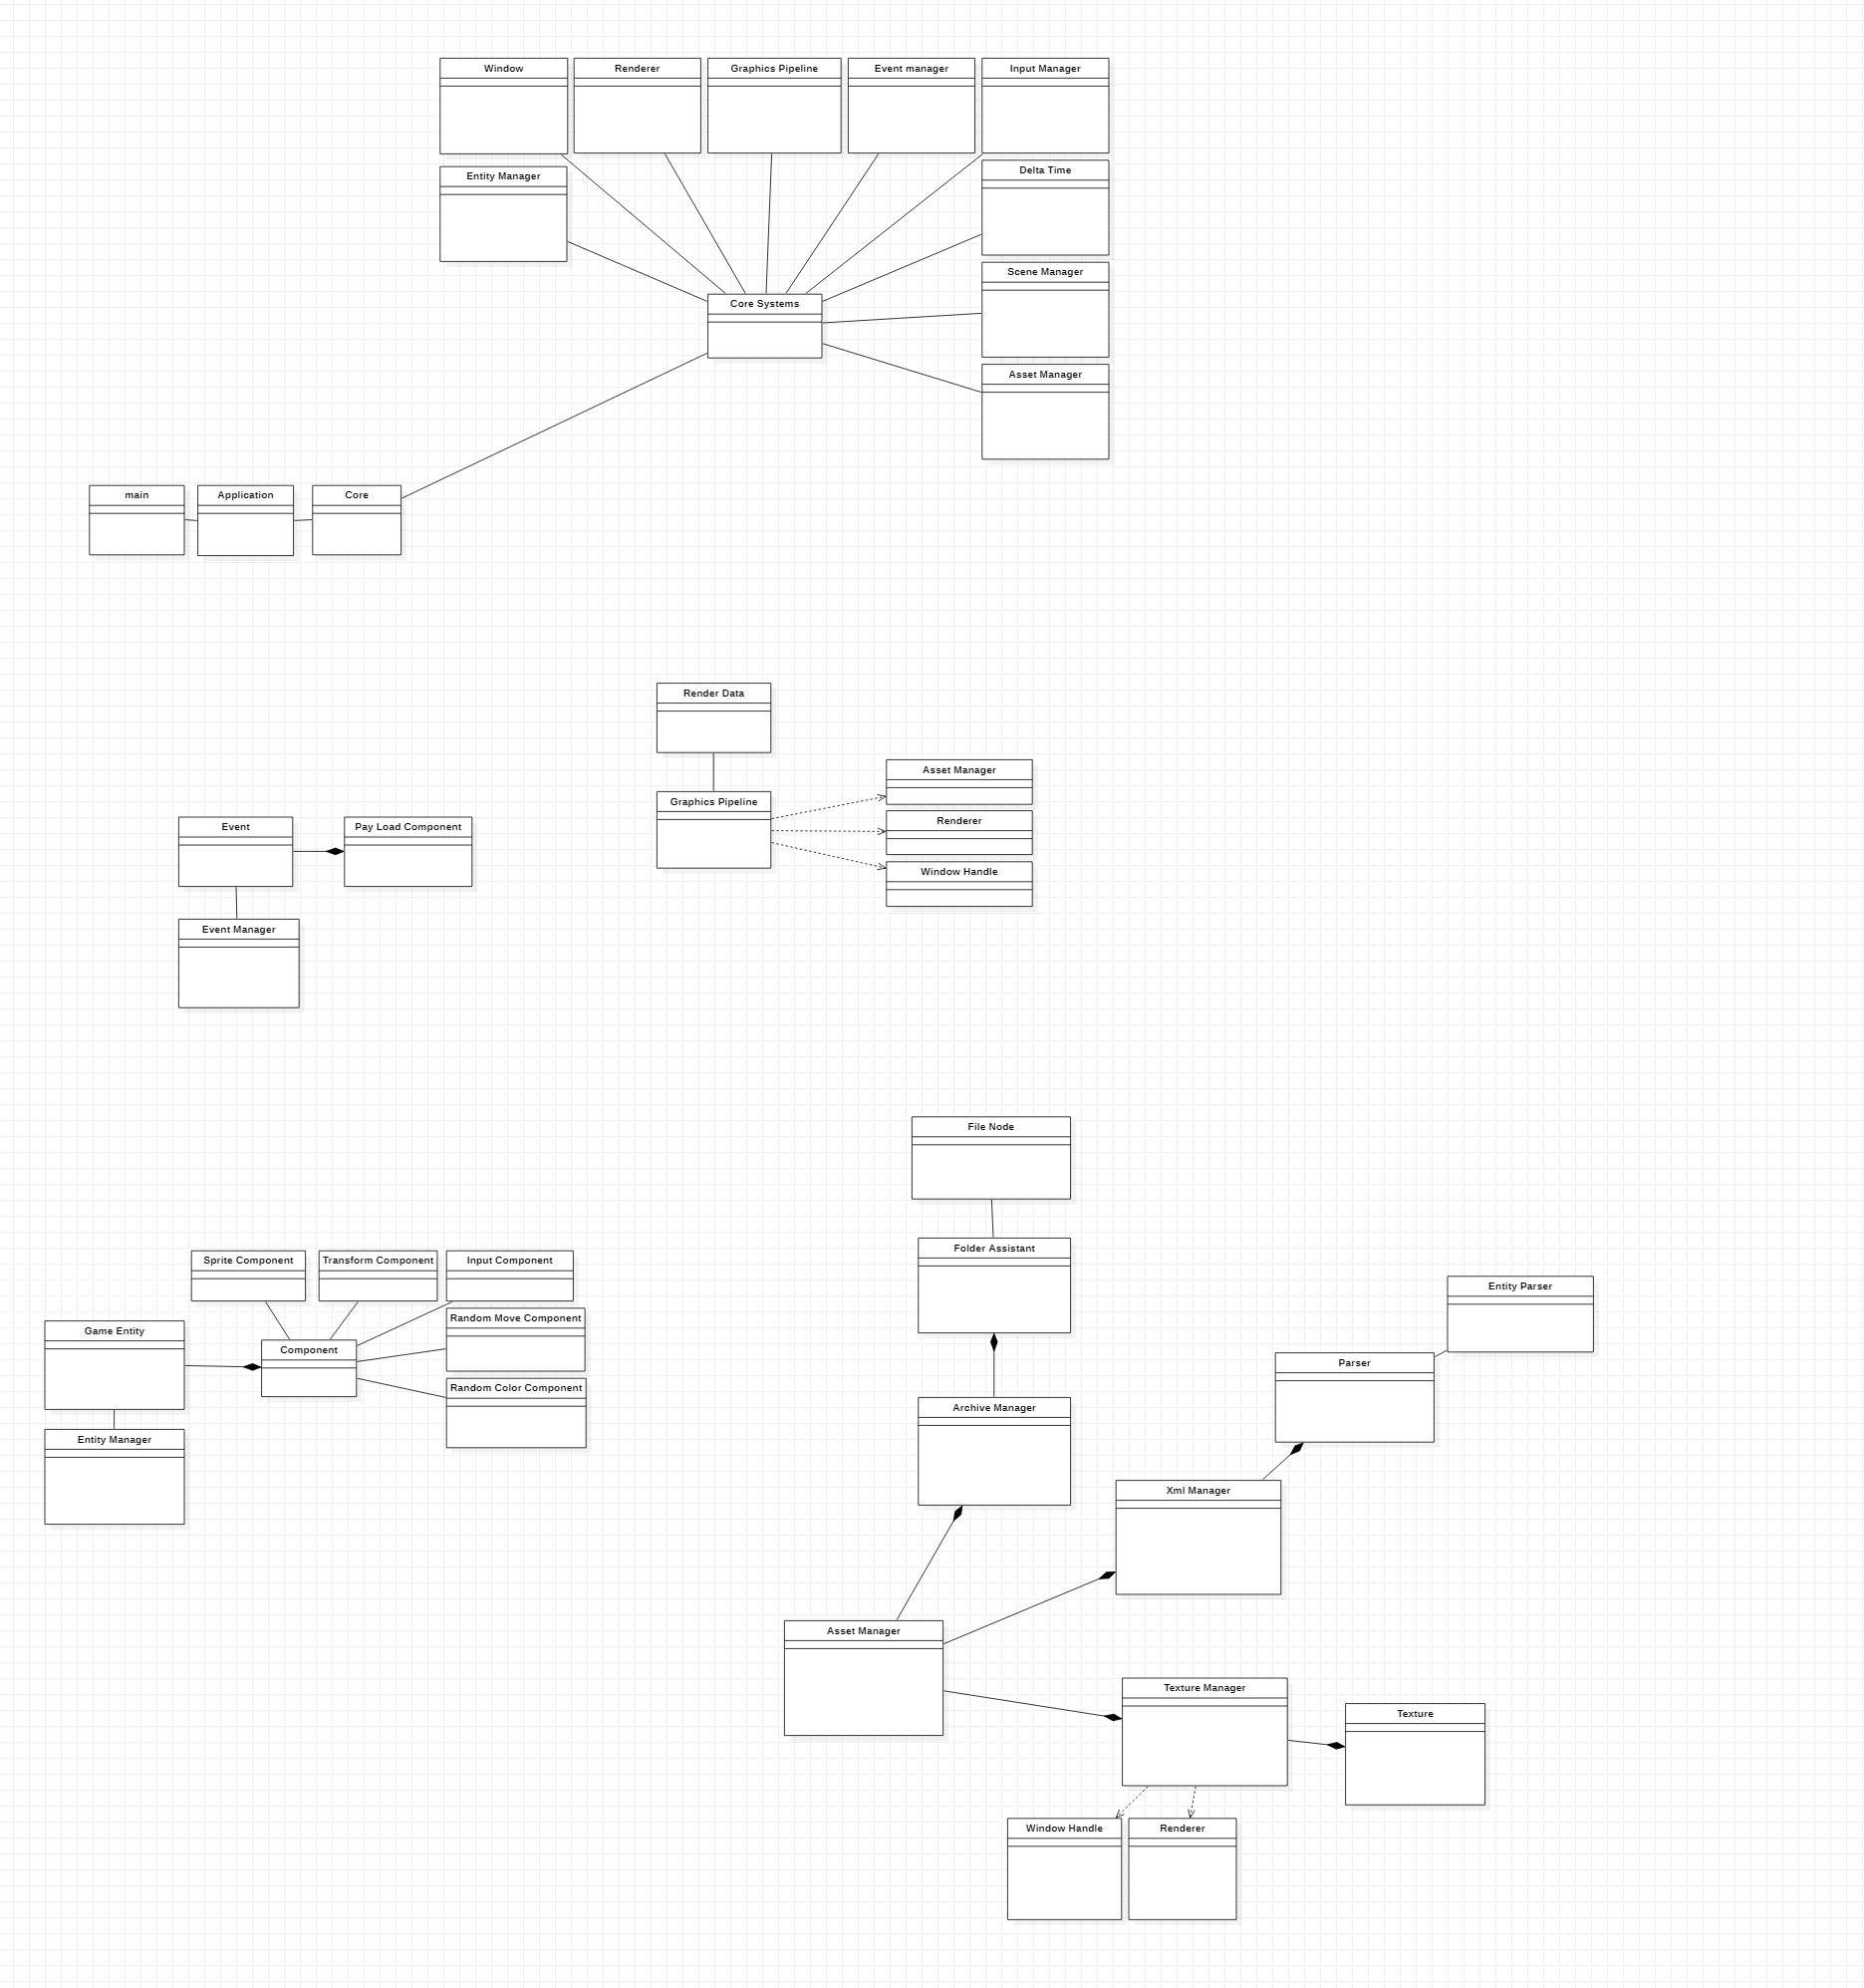 Window
Renderer
Graphics Pipeline
Event manager
Input Manager
Entity Manager
Delta Time
Scene Manager
Core Systems
Asset Manager
main
Application
Core
Render Data
Asset Manager
Graphics Pipeline
Renderer
Window Handle
Event
Pay Load Component
Event Manager
File Node
Folder Assistant
Sprite Component
Transform Component
Input Component
Random Move Component
Game Entity
Component
Random Color Component
Entity Manager
Entity Parser
Parser
Archive Manager
Xml Manager
Asset Manager
Texture Manager
Texture
Window Handle
Renderer